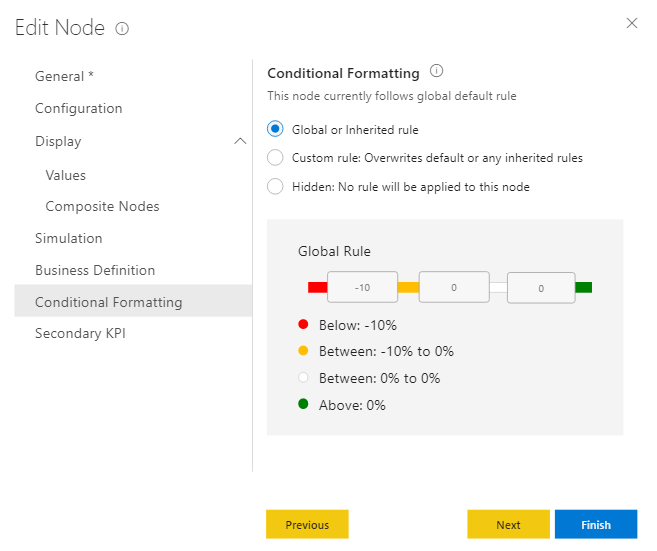 Edit Node
General *
Configuration
Display
Values
Composite Nodes
Simulation
Business Definition
Conditional Formatting
Secondary KPI
Conditional Formatting
This node currently follows global default rule
Global or Inherited rule
Custom rule: Overwrites default or any inherited rules
Hidden: No rule will be applied to this node
Global Rule
-10 0 0
Below: -10%
Between: -10% to 0%
Between: 0% to 0%
Above: 0%
Previous Next Finish